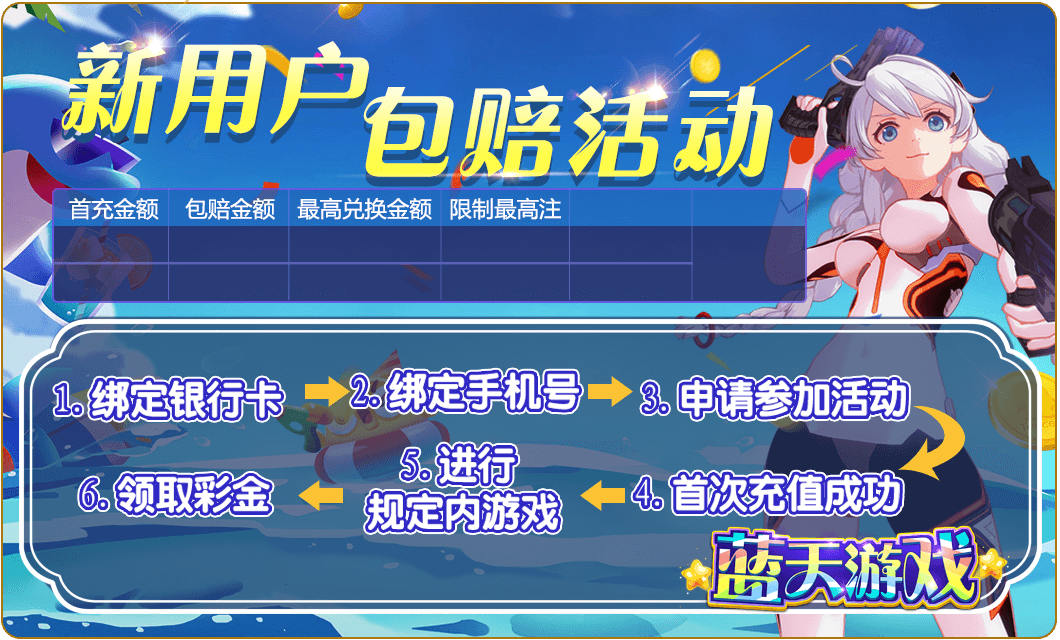 新用户
包赔活动
首充金额 包赔金额 最高兑换金额 限制最高注
1. 绑定银行卡
2. 绑定手机号
3. 申请参加活动
4. 首次充值成功
5. 进行
规定内游戏
6. 领取彩金
蓝天游戏